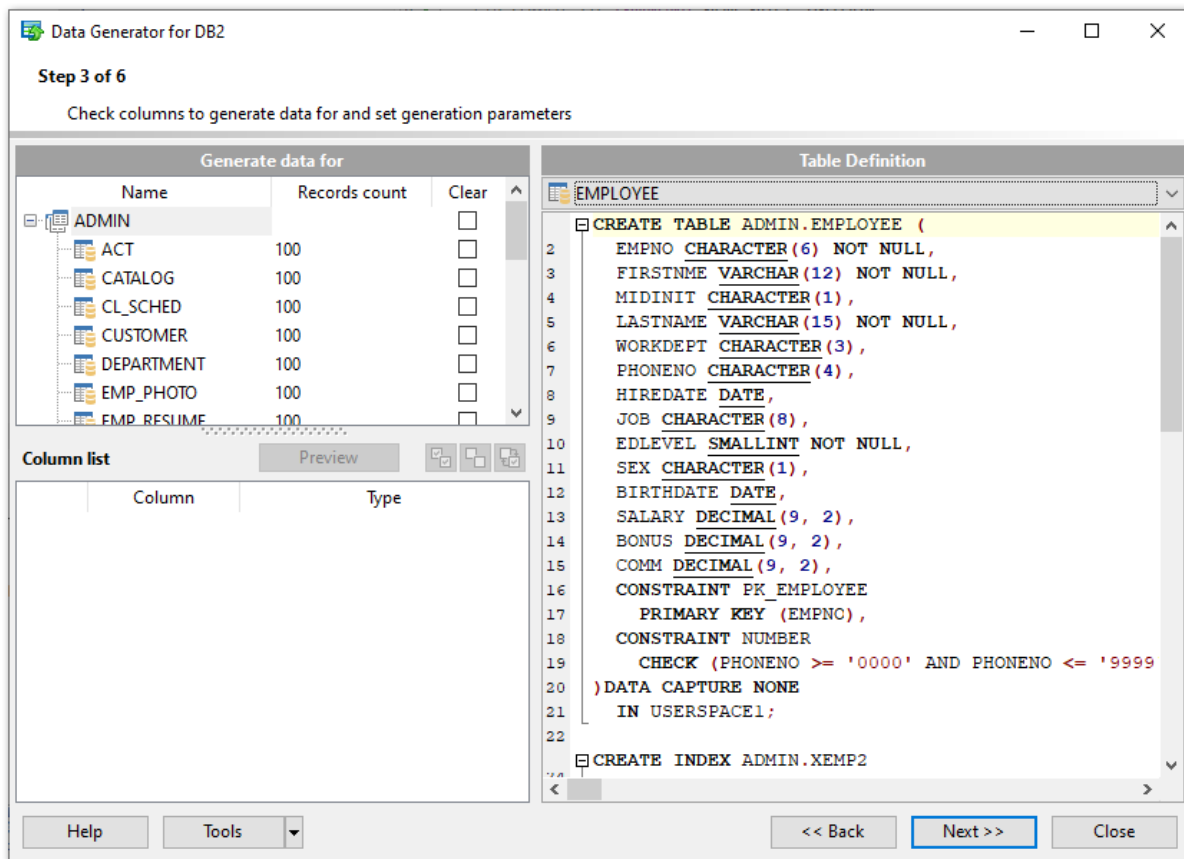 Data Generator for DB2
Step 3 of 6
Check columns to generate data for and set generation parameters
Generate data for
Name Records count Clear
ADMIN
ACT 100
CATALOG 100
CL_SCHED 100
CUSTOMER 100
DEPARTMENT 100
EMP_PHOTO 100
EMP_RESUME 100
Column list Preview
Column Type
Table Definition
EMPLOYEE
CREATE TABLE ADMIN.EMPLOYEE (
2 EMPNO CHARACTER(6) NOT NULL,
3 FIRSTNME VARCHAR(12) NOT NULL,
4 MIDINIT CHARACTER(1),
5 LASTNAME VARCHAR(15) NOT NULL,
6 WORKDEPT CHARACTER(3),
7 PHONENO CHARACTER(4),
8 HIREDATE DATE,
9 JOB CHARACTER(8),
10 EDLEVEL SMALLINT NOT NULL,
11 SEX CHARACTER(1),
12 BIRTHDATE DATE,
13 SALARY DECIMAL(9, 2),
14 BONUS DECIMAL(9, 2),
15 COMM DECIMAL(9, 2),
16 CONSTRAINT PK_EMPLOYEE
17 PRIMARY KEY (EMPNO),
18 CONSTRAINT NUMBER
19 CHECK (PHONENO >= '0000' AND PHONENO <= '9999
20 )DATA CAPTURE NONE
21 IN USERSPACE1;
22
CREATE INDEX ADMIN.XEMP2
Help Tools << Back Next >> Close